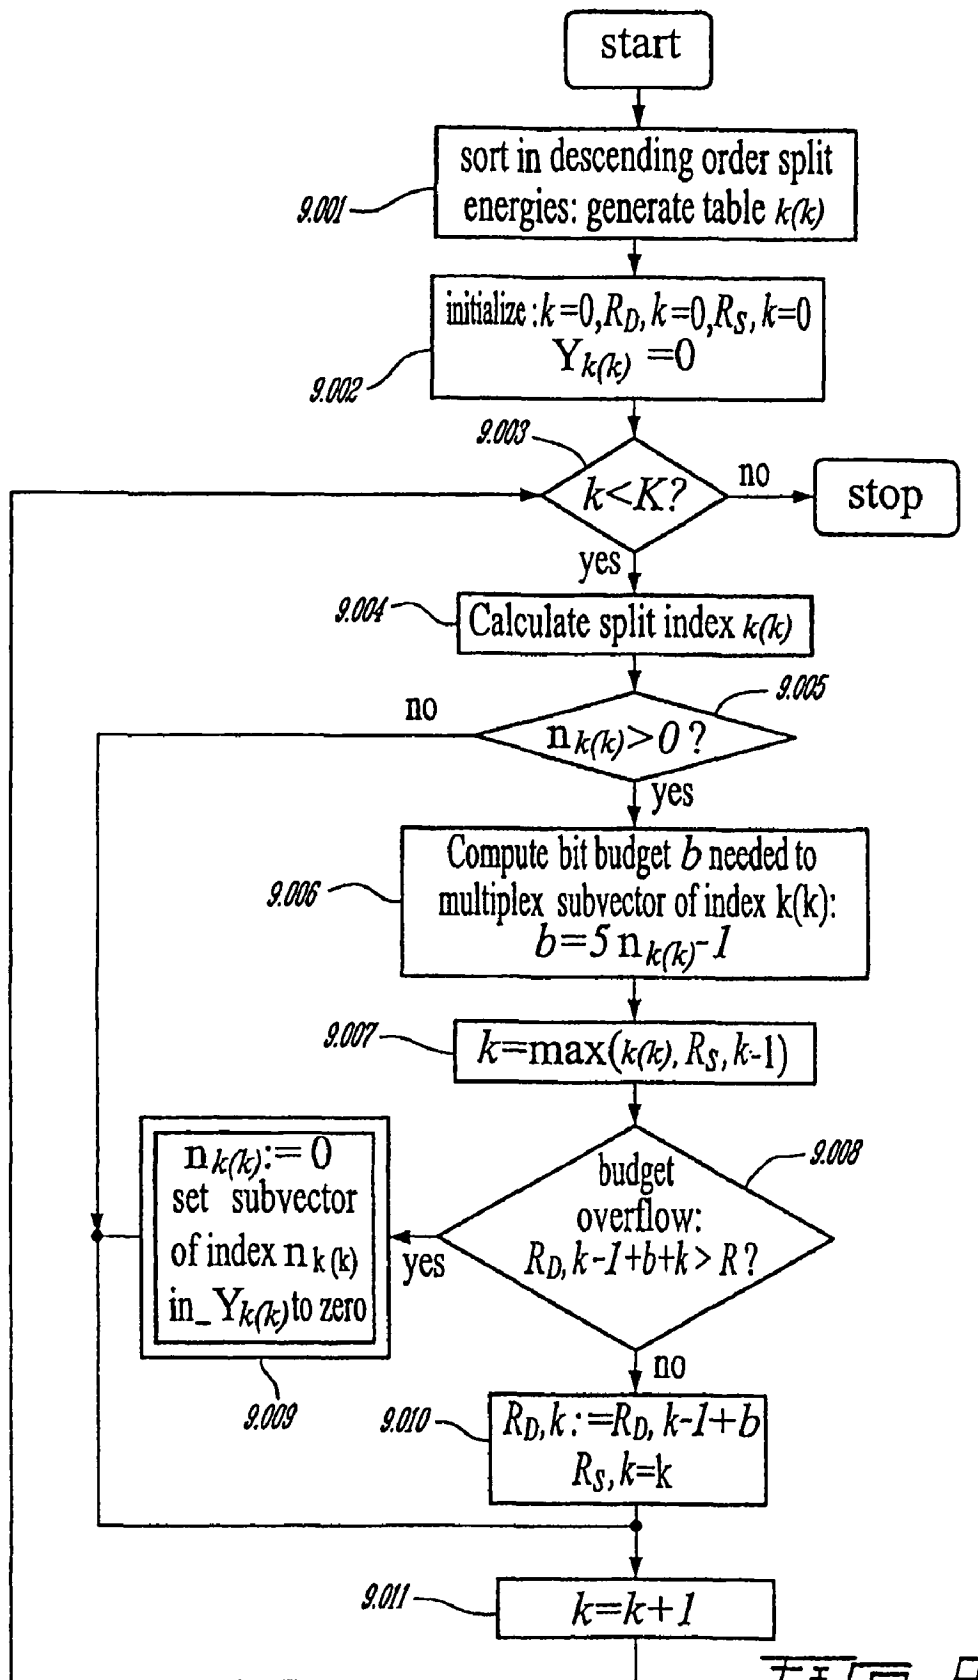 start
sort in descending order split
energies: generate table k(k)
9.001
initialize: k=0, R_D, k=0, R_S, k=0
Y_k(k) =0
9.002
9.003
k<K?
no
stop
yes
9.004
Calculate split index k(k)
9.005
no
n_k(k)>0?
yes
Compute bit budget b needed to
9.006
multiplex subvector of index k(k):
b=5 n_k(k)-1
9.007
k=max(k(k), R_S, k-1)
9.008
budget
overflow:
R_D, k-1+b+k> R?
yes
n_k(k):= 0
set subvector
of index n_k(k)
in_ Y_k(k) to zero
9.009
no
9.010
R_D, k:=R_D, k-1+b
R_S, k=k
9.011
k=k+1